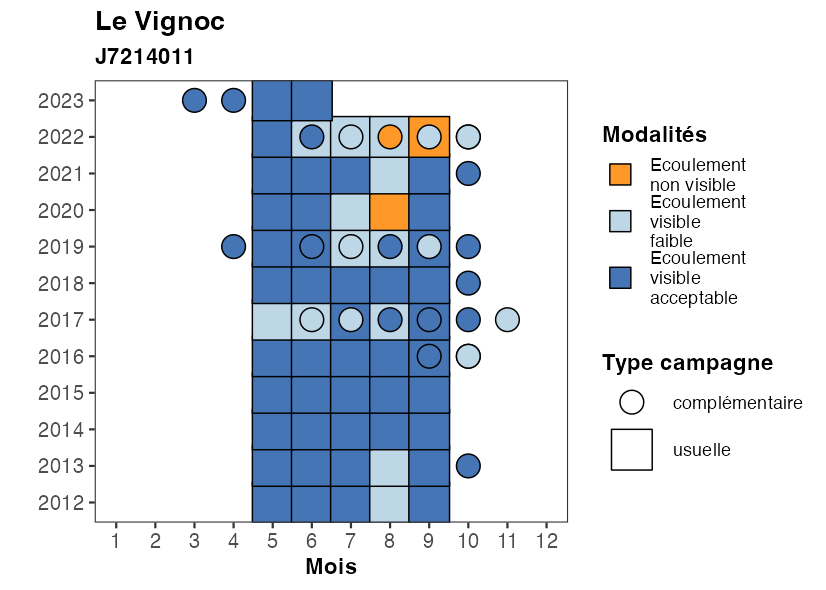 Le Vignoc
J7214011
2023
2022
2021
2020
2019
2018
2017
2016
2015
2014
2013
2012
1 2 3 4 5 6 7 8 9 10 11 12
Mois
Modalités
Ecoulement
non visible
Ecoulement
visible
faible
Ecoulement
visible
acceptable
Type campagne
complémentaire
usuelle